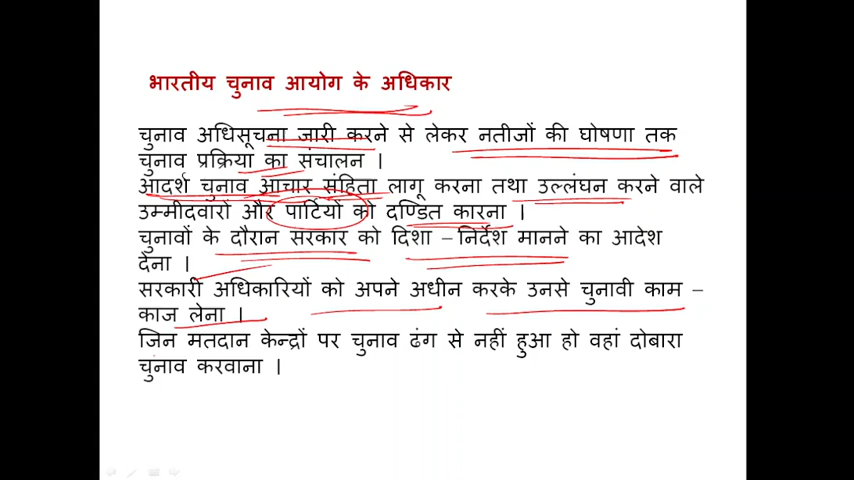 भारतीय चुनाव आयोग के अधिकार
चुनाव अधिसूचना जारी करने से लेकर नतीजों की घोषणा तक
चुनाव प्रक्रिया का संचालन ।
आदर्श चुनाव आचार संहिता लागू करना तथा उल्लंघन करने वाले
उम्मीदवारों और पार्टियों को दण्डित कारना ।
चुनावों के दौरान सरकार को दिशा – निर्देश मानने का आदेश
देना ।
सरकारी अधिकारियों को अपने अधीन करके उनसे चुनावी काम –
काज लेना ।
जिन मतदान केन्द्रों पर चुनाव ढंग से नहीं हुआ हो वहां दोबारा
चुनाव करवाना ।